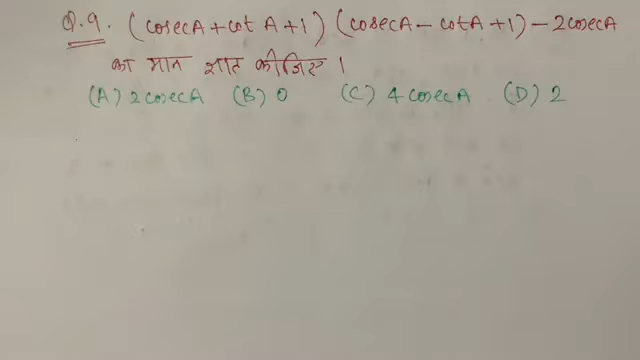 Q.9. (cosecA + cot A + 1) (cosecA - cotA + 1) - 2cosecA
का मान ज्ञात कीजिए ।
(A) 2cosecA (B) 0 (C) 4cosecA (D) 2